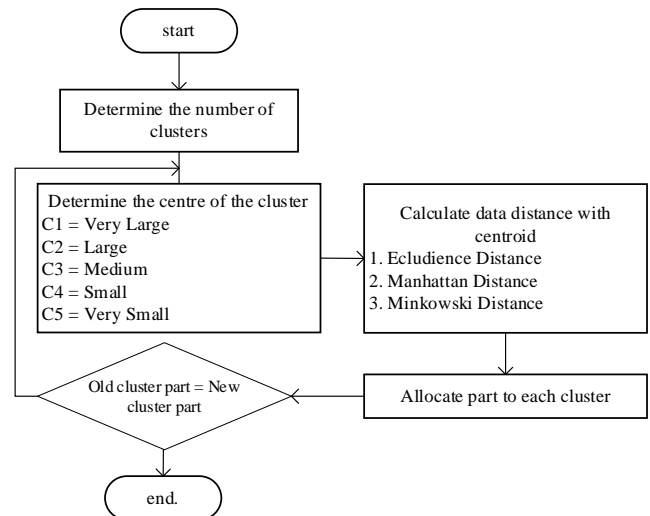 start
Determine the number of
clusters
Determine the centre of the cluster
C1 = Very Large
C2 = Large
C3 = Medium
C4 = Small
C5 = Very Small
Calculate data distance with
centroid
1. Ecludience Distance
2. Manhattan Distance
3. Minkowski Distance
Allocate part to each cluster
Old cluster part = New
cluster part
end.